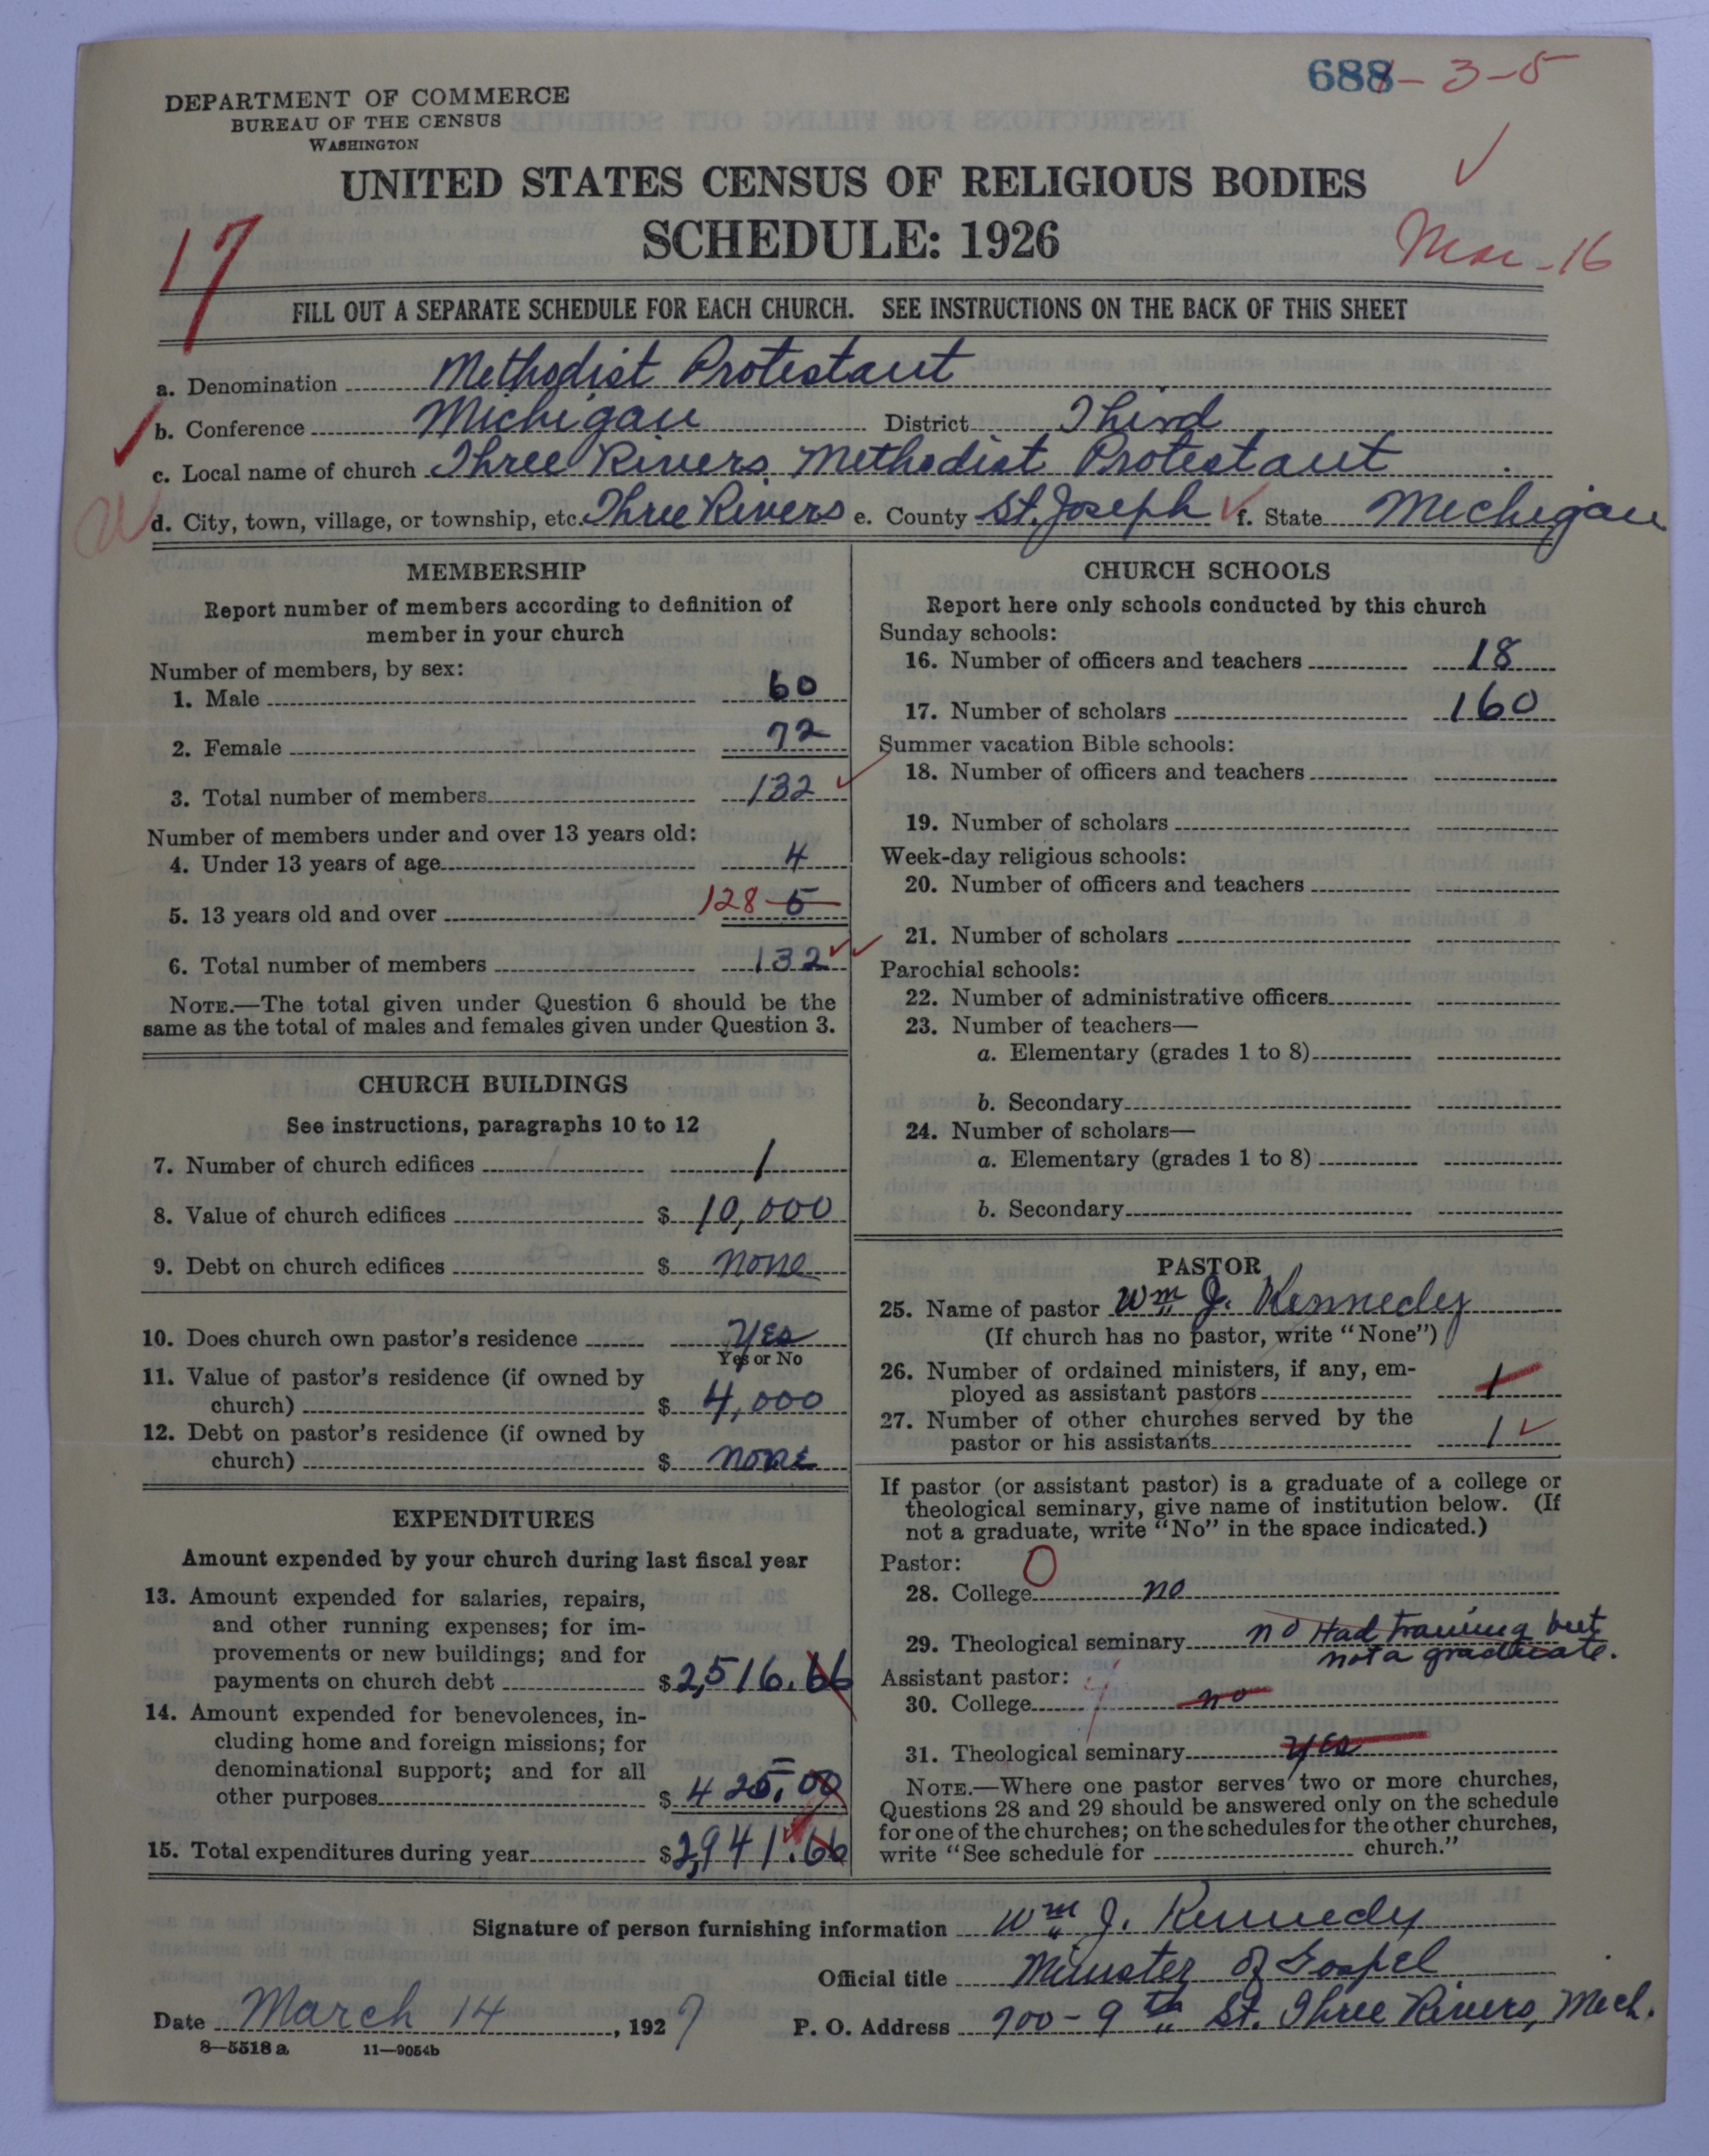 688-3-5
DEPARTMENT OF COMMERCE
BUREAU OF THE CENSUS
WASHINGTON
UNITED STATES CENSUS OF RELIGIOUS BODIES
SCHEDULE: 1926
17
Mar-16
FILL OUT A SEPARATE SCHEDULE FOR EACH CHURCH. SEE INSTRUCTIONS ON THE BACK OF THIS SHEET
a. Denomination Methodist Protestant
b. Conference Michigan District Third
c. Local name of church Three Rivers Methodist Protestant
d. City, town, village, or township, etc. Three Rivers e. County St. Joseph f. State Michigan
MEMBERSHIP
Report number of members according to definition of
member in your church
Number of members, by sex:
1. Male 60
2. Female 72
3. Total number of members 132
Number of members under and over 13 years old:
4. Under 13 years of age 4
5. 13 years old and over 128 5
6. Total number of members 132
NOTE.—The total given under Question 6 should be the
same as the total of males and females given under Question 3.
CHURCH BUILDINGS
See instructions, paragraphs 10 to 12
7. Number of church edifices 1
8. Value of church edifices $ 10,000
9. Debt on church edifices $ none
10. Does church own pastor's residence Yes
Yes or No
11. Value of pastor's residence (if owned by
church) $ 4,000
12. Debt on pastor's residence (if owned by
church) $ none
EXPENDITURES
Amount expended by your church during last fiscal year
13. Amount expended for salaries, repairs,
and other running expenses; for im-
provements or new buildings; and for
payments on church debt $ 2,516.66
14. Amount expended for benevolences, in-
cluding home and foreign missions; for
denominational support; and for all
other purposes $ 425.00
15. Total expenditures during year $ 2,941.66
CHURCH SCHOOLS
Report here only schools conducted by this church
Sunday schools:
16. Number of officers and teachers 18
17. Number of scholars 160
Summer vacation Bible schools:
18. Number of officers and teachers
19. Number of scholars
Week-day religious schools:
20. Number of officers and teachers
21. Number of scholars
Parochial schools:
22. Number of administrative officers
23. Number of teachers—
a. Elementary (grades 1 to 8)
b. Secondary
24. Number of scholars—
a. Elementary (grades 1 to 8)
b. Secondary
PASTOR
25. Name of pastor Wm J. Kennedy
(If church has no pastor, write "None")
26. Number of ordained ministers, if any, em-
ployed as assistant pastors 1
27. Number of other churches served by the
pastor or his assistants 1
If pastor (or assistant pastor) is a graduate of a college or
theological seminary, give name of institution below. (If
not a graduate, write "No" in the space indicated.)
Pastor: 0
28. College no
29. Theological seminary no Had training but
not a graduate.
Assistant pastor:
30. College no
31. Theological seminary yes
NOTE.—Where one pastor serves two or more churches,
Questions 28 and 29 should be answered only on the schedule
for one of the churches; on the schedules for the other churches,
write "See schedule for church."
Signature of person furnishing information Wm J. Kennedy
Official title Minister of Gospel
Date March 14, 1927 P. O. Address 700-9th St. Three Rivers, Mich.
8—5518 a 11—9054b